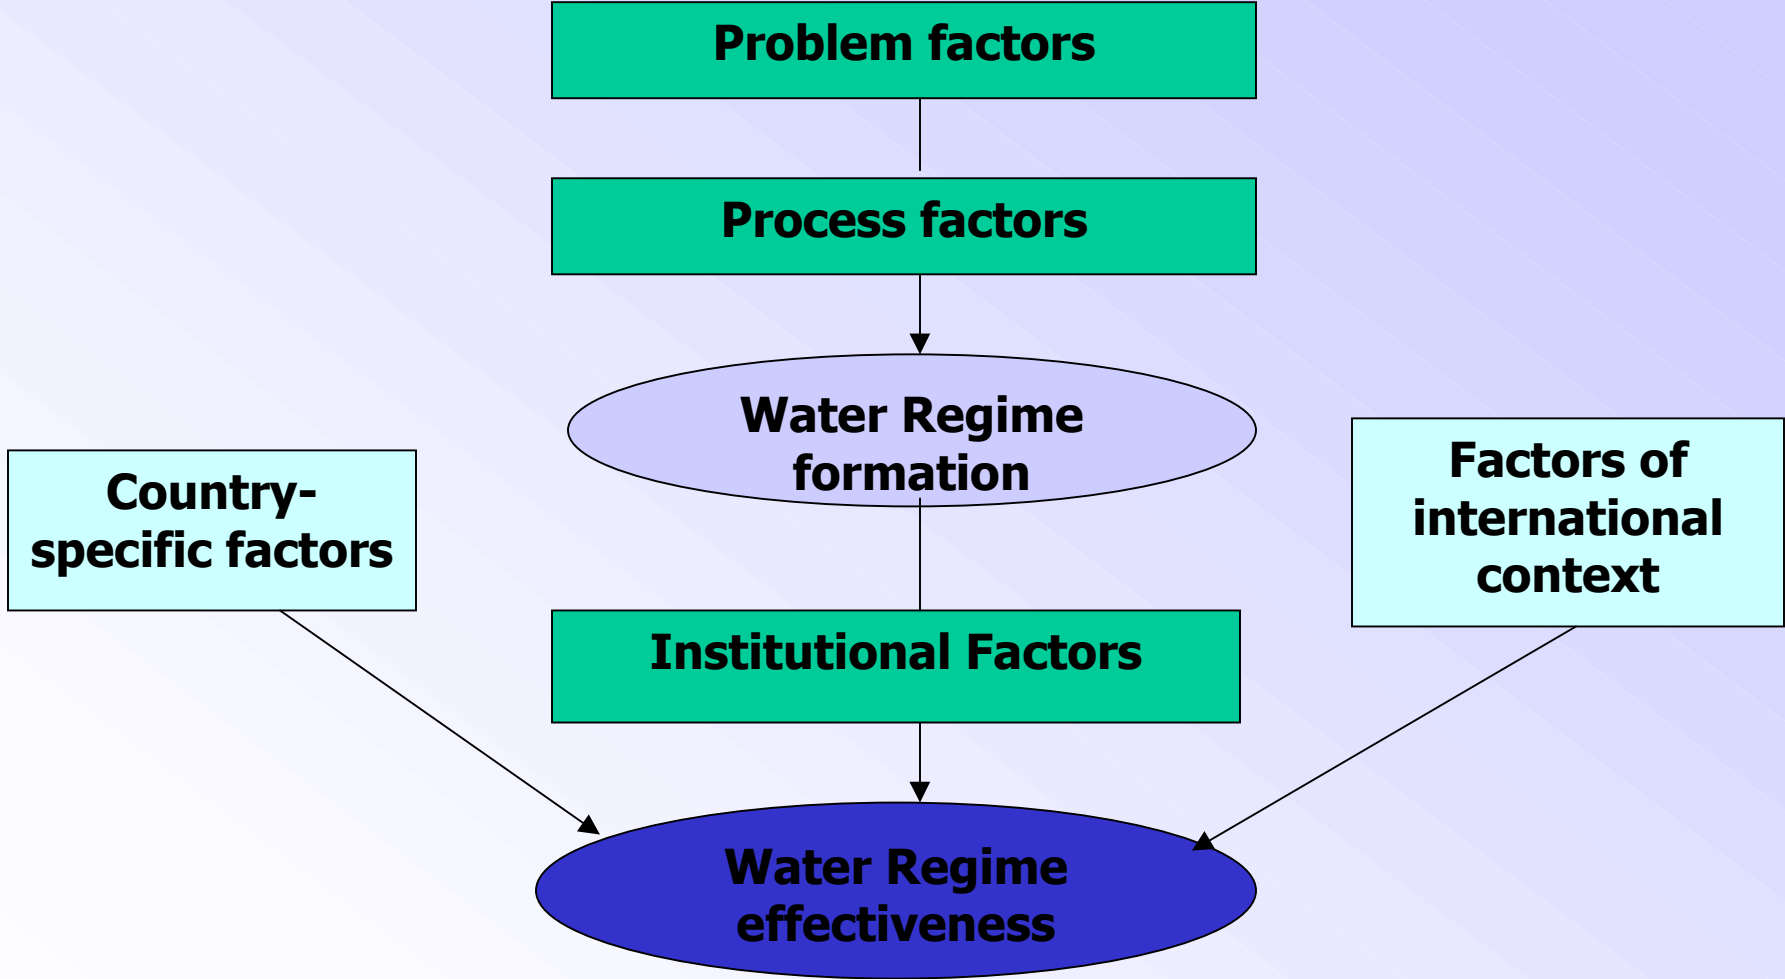 Problem factors
Process factors
Water Regime
formation
Country-
specific factors
Factors of
international
context
Institutional Factors
Water Regime
effectiveness